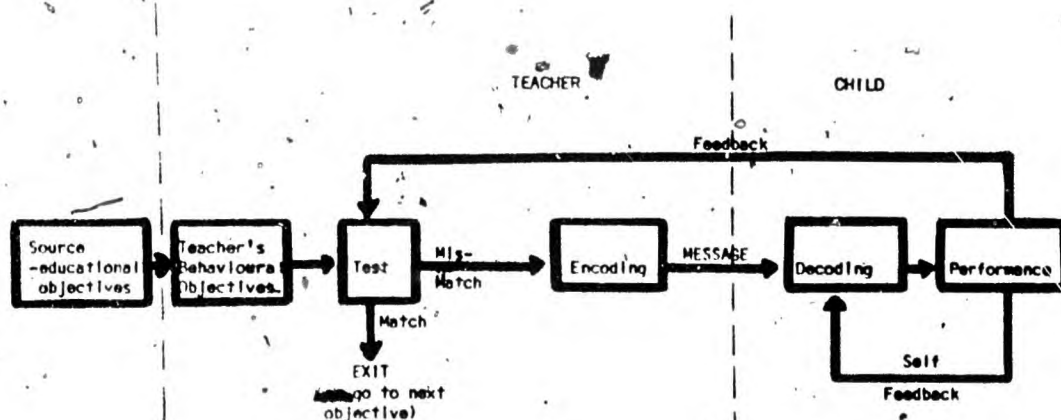 TEACHER
CHILD
Feedback
Source
-educational
objectives
Teacher's
Behavioural
Objectives
Test
Mis-
Match
Encoding
MESSAGE
Decoding
Performance
Match
EXIT
go to next
objective)
Self
Feedback